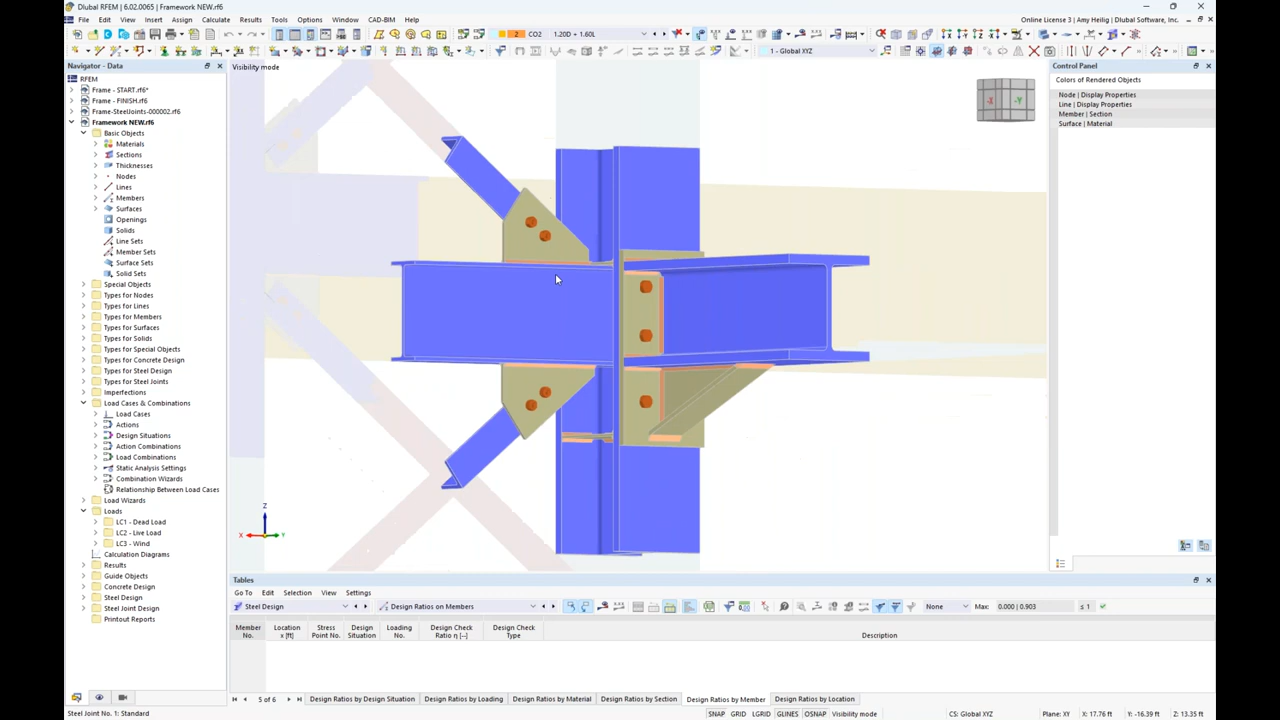 Dlubal RFEM | 6.02.0065 | Framework NEW.rf6
File Edit View Insert Assign Calculate Results Tools Options Window CAD-BIM Help
Online License 3 | Amy Heilig | Dlubal Software, Inc.
2 CO2 1.20D + 1.60L
1 - Global XYZ
Navigator - Data
RFEM
Frame - START.rf6*
Frame - FINISH.rf6*
Frame-SteelJoints-000002.rf6*
Framework NEW.rf6
Basic Objects
Materials
Sections
Thicknesses
Nodes
Lines
Members
Surfaces
Openings
Solids
Line Sets
Member Sets
Surface Sets
Solid Sets
Special Objects
Types for Nodes
Types for Lines
Types for Members
Types for Surfaces
Types for Solids
Types for Special Objects
Types for Concrete Design
Types for Steel Design
Types for Steel Joints
Imperfections
Load Cases & Combinations
Load Cases
Actions
Design Situations
Action Combinations
Load Combinations
Static Analysis Settings
Combination Wizards
Relationship Between Load Cases
Load Wizards
Loads
LC1 - Dead Load
LC2 - Live Load
LC3 - Wind
Calculation Diagrams
Results
Guide Objects
Concrete Design
Steel Design
Steel Joint Design
Printout Reports
Visibility mode
-X -Y
Z
X Y
Control Panel
Colors of Rendered Objects
Node | Display Properties
Line | Display Properties
Member | Section
Surface | Material
Tables
Go To Edit Selection View Settings
Steel Design Design Ratios on Members None Max: 0.000 | 0.903 ≤ 1
Member No. Location x [ft] Stress Point No. Design Situation Loading No. Design Check Ratio η [--] Design Check Type Description
5 of 6 Design Ratios by Design Situation Design Ratios by Loading Design Ratios by Material Design Ratios by Section Design Ratios by Member Design Ratios by Location
Steel Joint No. 1: Standard
SNAP GRID LGRID GLINES OSNAP Visibility mode CS: Global XYZ Plane: XY X: 17.76 ft Y: -16.39 ft Z: 13.35 ft